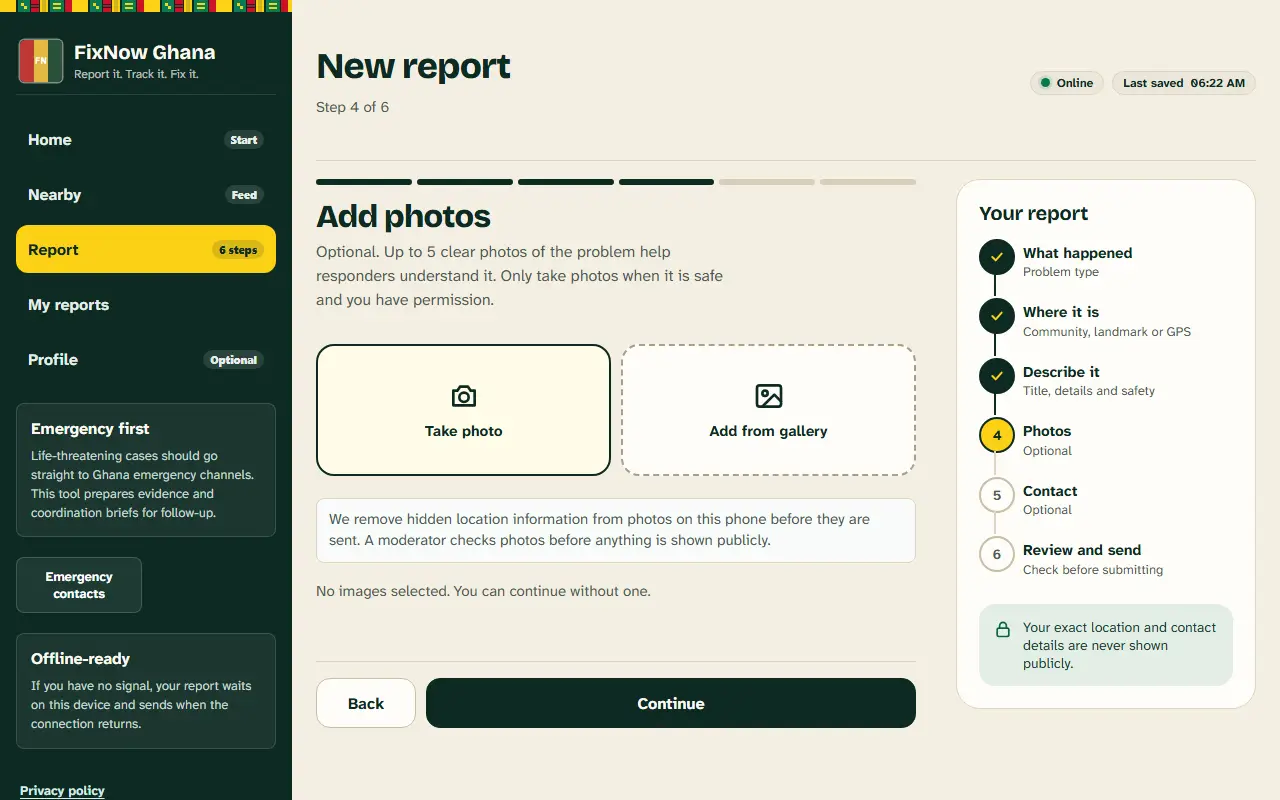 FN
FixNow Ghana
Report it. Track it. Fix it.
Home
Start
Nearby
Feed
Report
6 steps
My reports
Profile
Optional
Emergency first
Life-threatening cases should go
straight to Ghana emergency channels.
This tool prepares evidence and
coordination briefs for follow-up.
Emergency
contacts
Offline-ready
If you have no signal, your report waits
on this device and sends when the
connection returns.
Privacy policy
New report
Step 4 of 6
Online
Last saved 06:22 AM
Add photos
Optional. Up to 5 clear photos of the problem help
responders understand it. Only take photos when it is safe
and you have permission.
Take photo
Add from gallery
We remove hidden location information from photos on this phone before they are
sent. A moderator checks photos before anything is shown publicly.
No images selected. You can continue without one.
Back
Continue
Your report
What happened
Problem type
Where it is
Community, landmark or GPS
Describe it
Title, details and safety
4
Photos
Optional
5
Contact
Optional
6
Review and send
Check before submitting
Your exact location and contact
details are never shown
publicly.